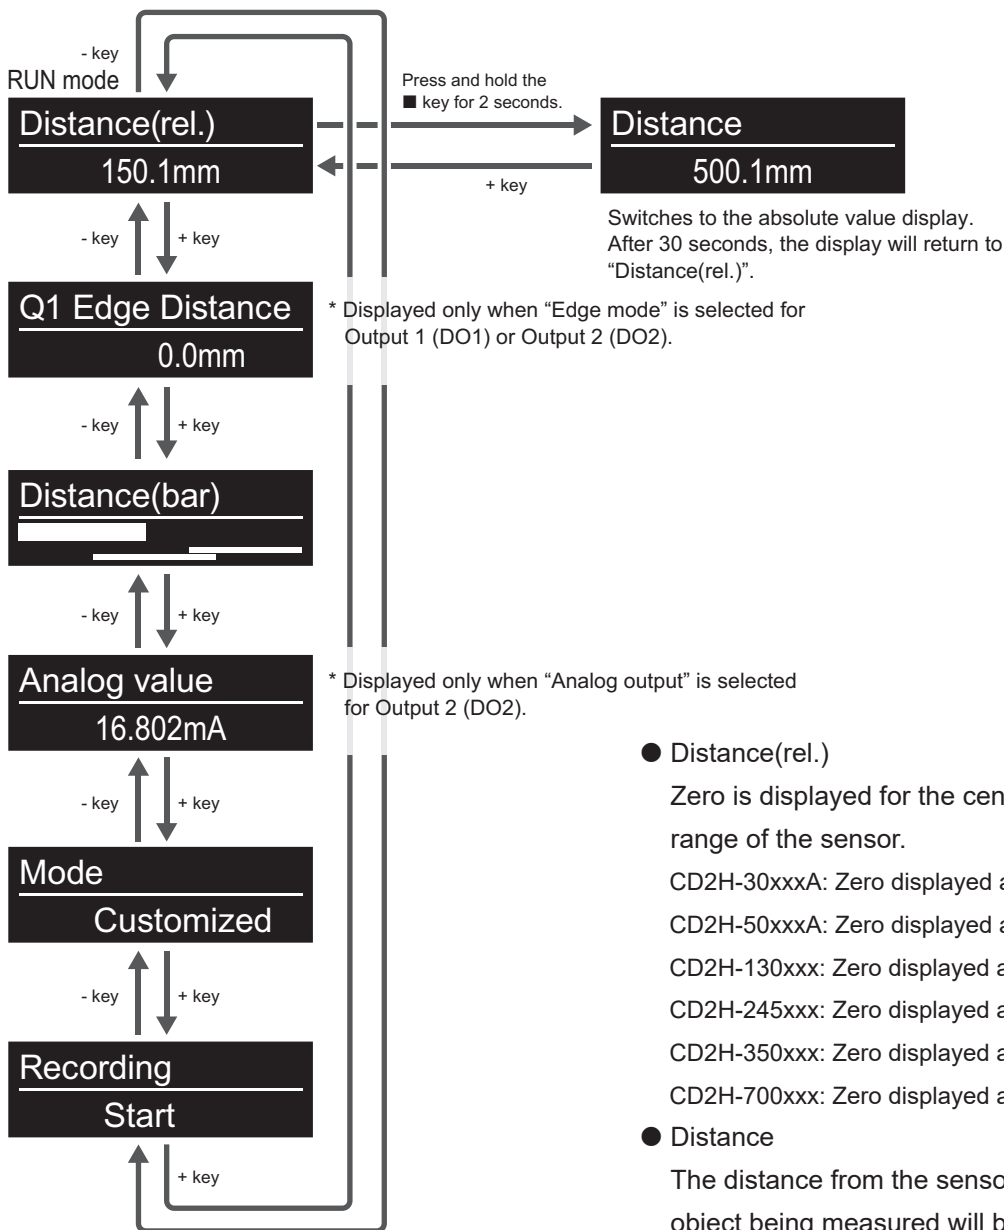 - key
RUN mode
Distance(rel.)
150.1mm
Press and hold the
■ key for 2 seconds.
+ key
Distance
500.1mm
Switches to the absolute value display.
After 30 seconds, the display will return to
“Distance(rel.)”.
- key
+ key
Q1 Edge Distance
0.0mm
* Displayed only when “Edge mode” is selected for
Output 1 (DO1) or Output 2 (DO2).
- key
+ key
Distance(bar)
- key
+ key
Analog value
16.802mA
* Displayed only when “Analog output” is selected
for Output 2 (DO2).
- key
+ key
Mode
Customized
- key
+ key
Recording
Start
+ key
● Distance(rel.)
Zero is displayed for the
range of the sensor.
CD2H-30xxxA: Zero displayed
CD2H-50xxxA: Zero displayed
CD2H-130xxx: Zero displayed
CD2H-245xxx: Zero displayed
CD2H-350xxx: Zero displayed
CD2H-700xxx: Zero displayed
● Distance
The distance from the
object being measured will